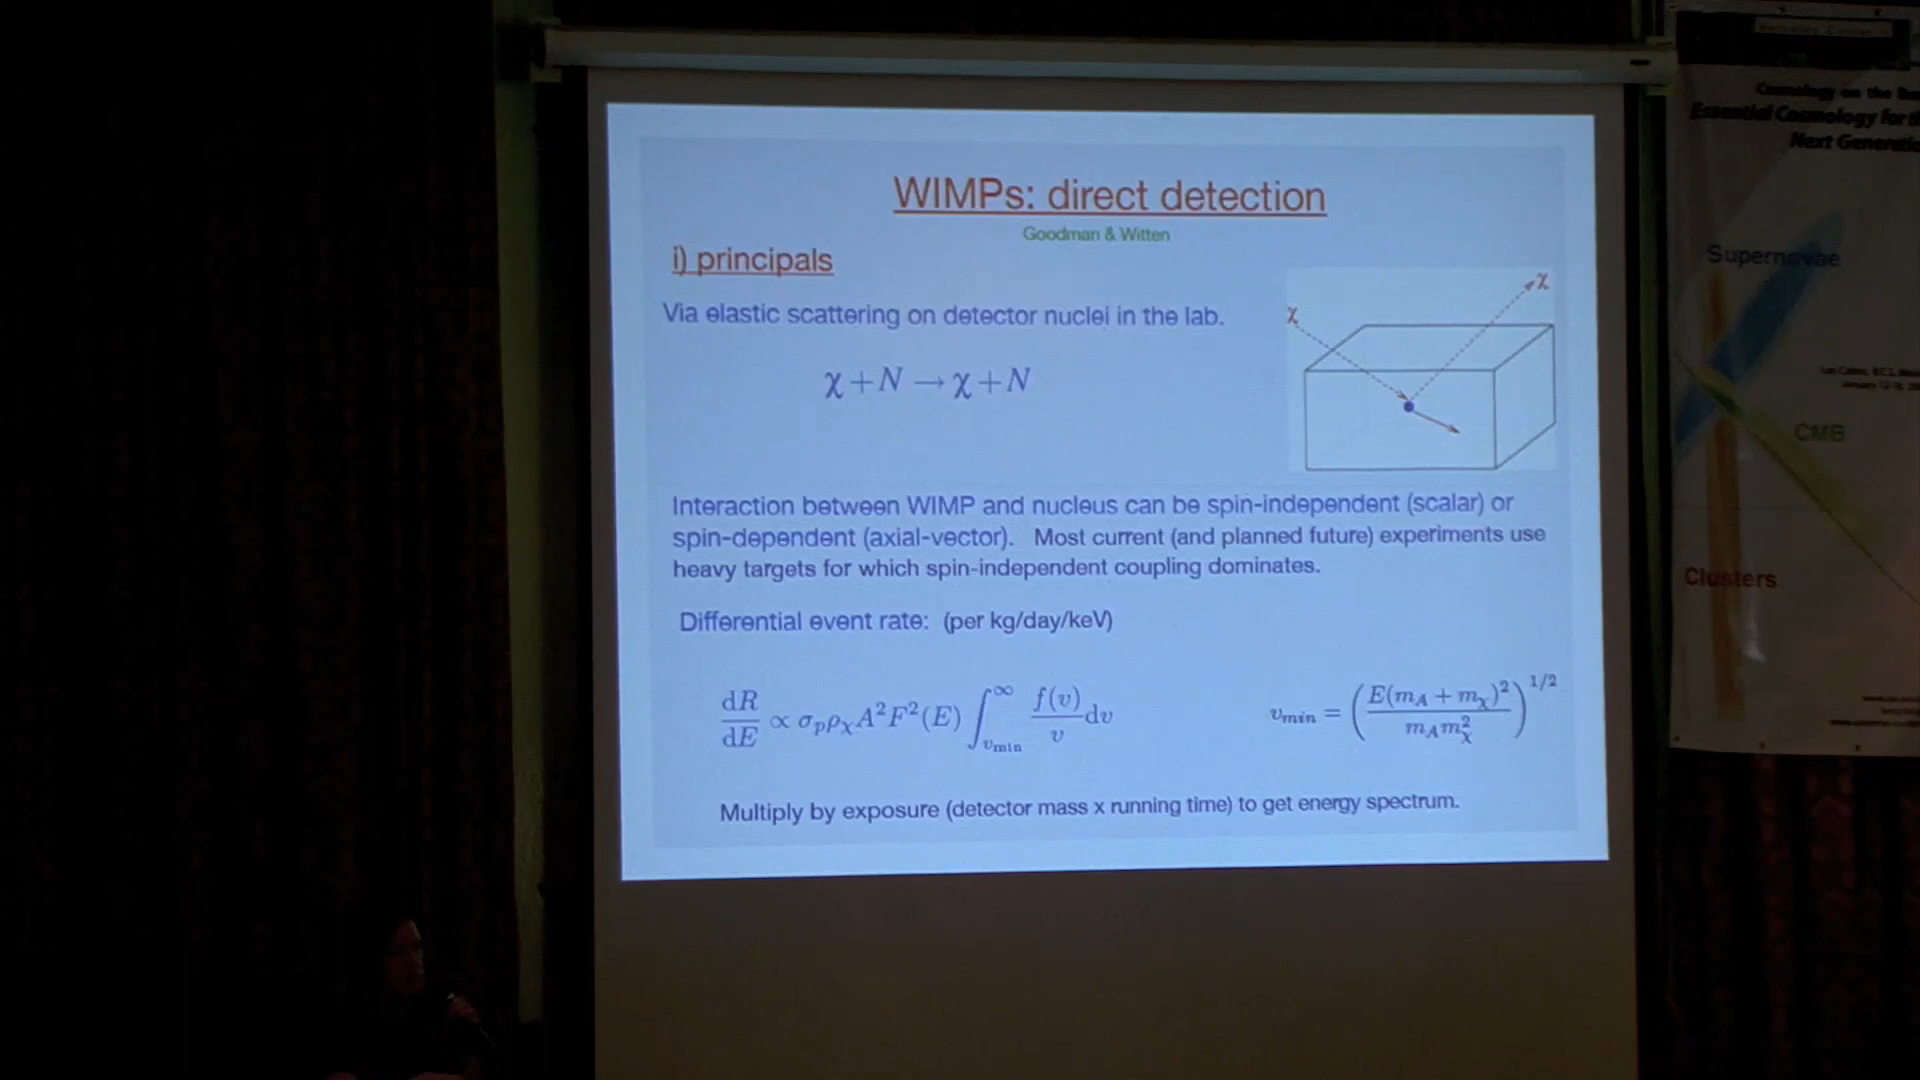 WIMPs: direct detection
Goodman & Witten
i) principals
Via elastic scattering on detector nuclei in the lab.
χ + N → χ + N
χ
χ
Interaction between WIMP and nucleus can be spin-independent (scalar) or
spin-dependent (axial-vector). Most current (and planned future) experiments use
heavy targets for which spin-independent coupling dominates.
Differential event rate: (per kg/day/keV)
dR/dE ∝ σ_p ρ_χ A² F²(E) ∫_{v_min}^{∞} f(v)/v dv
v_min = (E(m_A + m_χ)² / m_A m_χ²)^{1/2}
Multiply by exposure (detector mass x running time) to get energy spectrum.
Cosmology on the
Essential Cosmology for
Next
Supernovae
CMB
Clusters